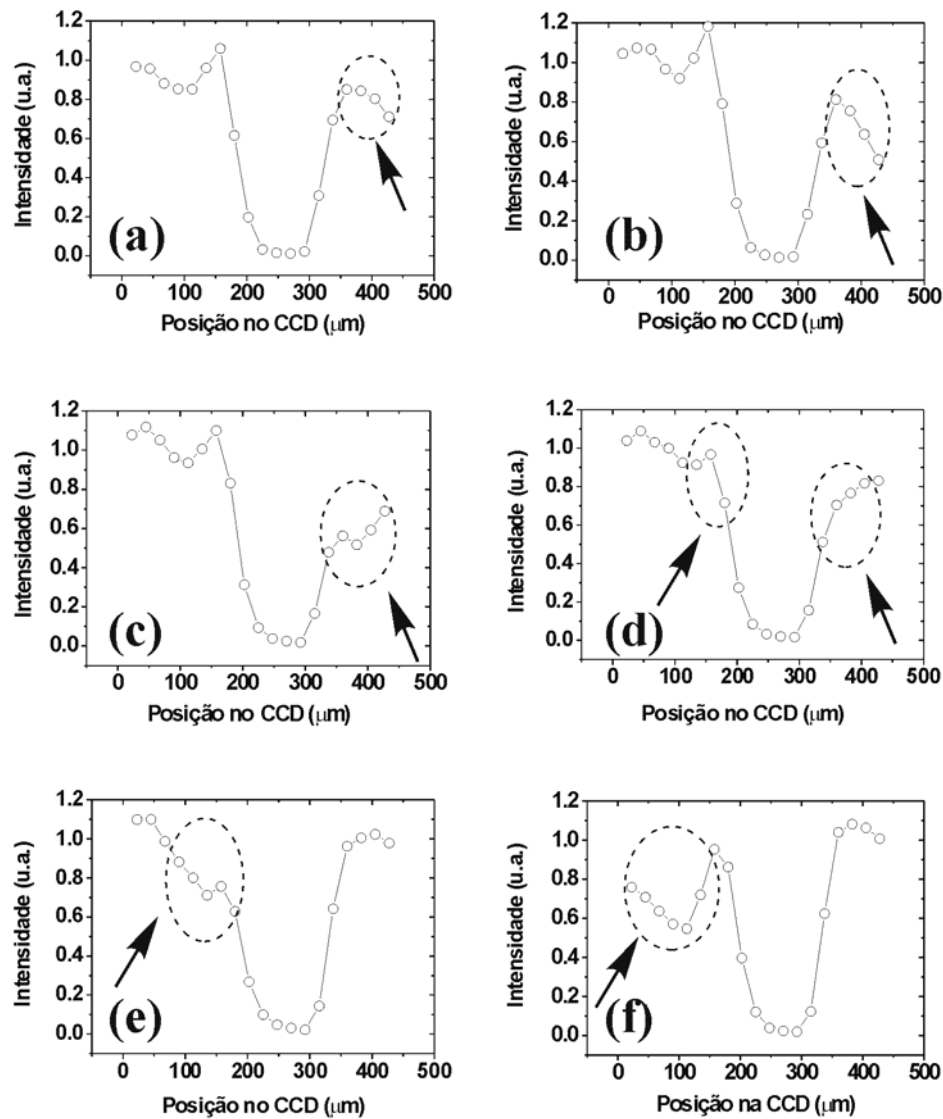 Intensidade (u.a.)
1.2
1.0
0.8
0.6
0.4
0.2
0.0
(a)
0 100 200 300 400 500
Posição no CCD (μm)
Intensidade (u.a.)
1.2
1.0
0.8
0.6
0.4
0.2
0.0
(b)
0 100 200 300 400 500
Posição no CCD (μm)
Intensidade (u.a.)
1.2
1.0
0.8
0.6
0.4
0.2
0.0
(c)
0 100 200 300 400 500
Posição no CCD (μm)
Intensidade (u.a.)
1.2
1.0
0.8
0.6
0.4
0.2
0.0
(d)
0 100 200 300 400 500
Posição no CCD (μm)
Intensidade (u.a.)
1.2
1.0
0.8
0.6
0.4
0.2
0.0
(e)
0 100 200 300 400 500
Posição no CCD (μm)
Intensidade (u.a.)
1.2
1.0
0.8
0.6
0.4
0.2
0.0
(f)
0 100 200 300 400 500
Posição na CCD (μm)